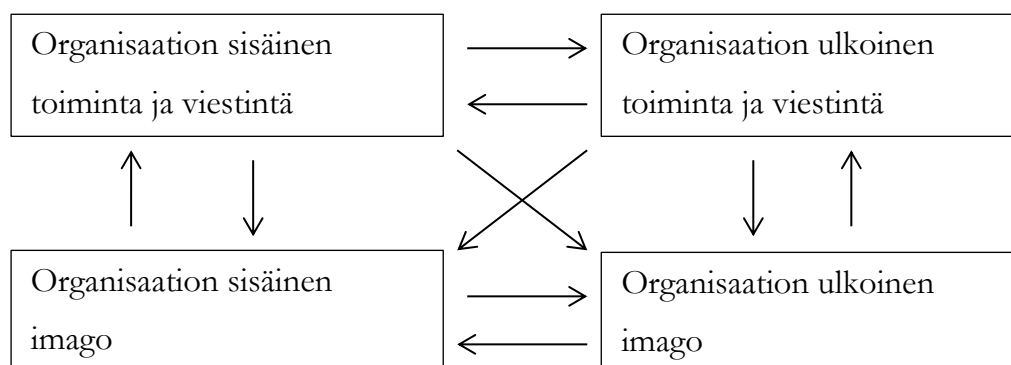 Organisaation sisäinen
toiminta ja viestintä
Organisaation ulkoinen
toiminta ja viestintä
Organisaation sisäinen
imago
Organisaation ulkoinen
imago